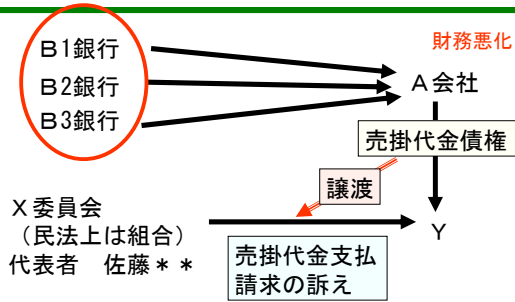 B1銀行
B2銀行
B3銀行
財務悪化
A会社
売掛代金債権
譲渡
X委員会
(民法上は組合)
代表者 佐藤**
Y
売掛代金支払
請求の訴え